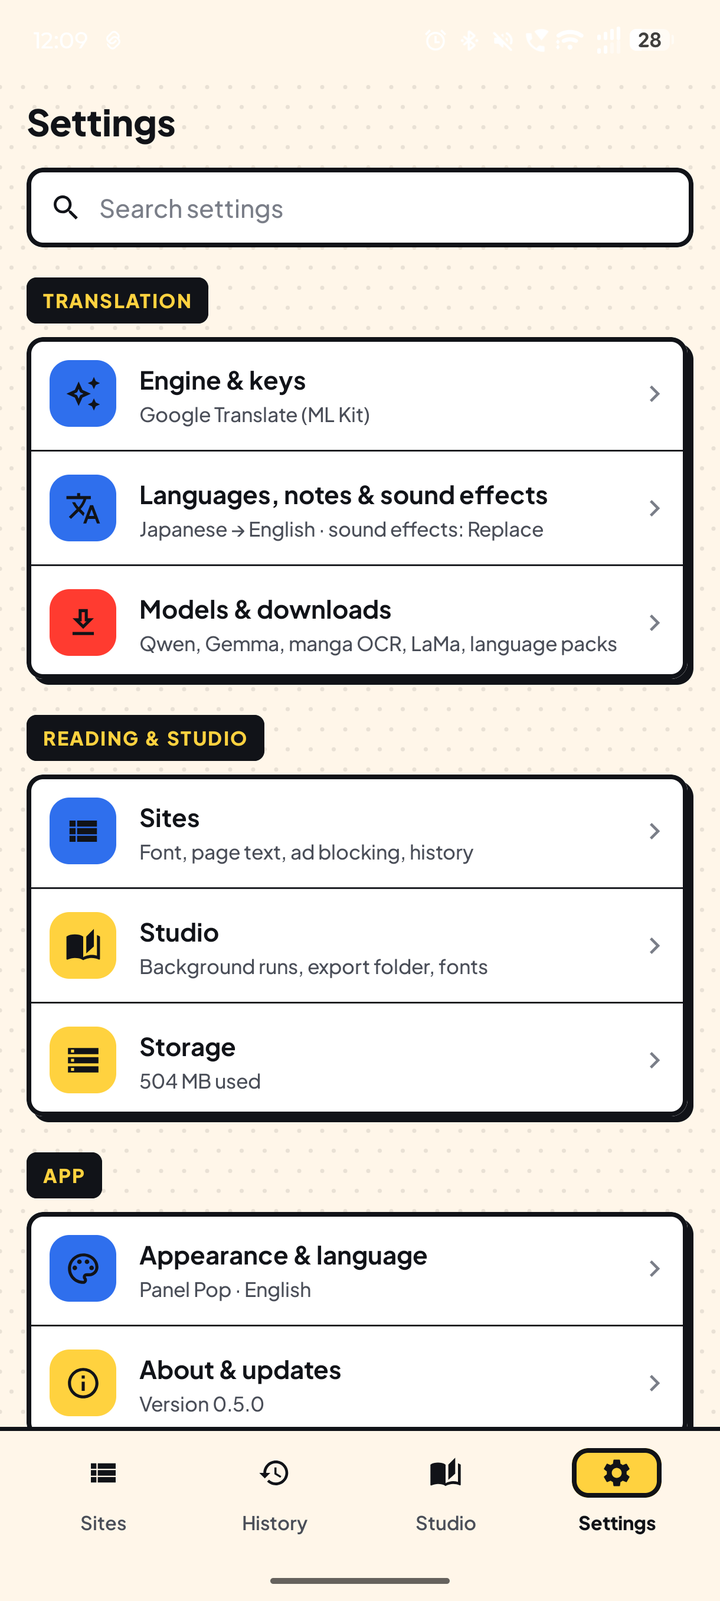 12:09
28
Settings
Search settings
TRANSLATION
Engine & keys
Google Translate (ML Kit)
Languages, notes & sound effects
Japanese → English · sound effects: Replace
Models & downloads
Qwen, Gemma, manga OCR, LaMa, language packs
READING & STUDIO
Sites
Font, page text, ad blocking, history
Studio
Background runs, export folder, fonts
Storage
504 MB used
APP
Appearance & language
Panel Pop · English
About & updates
Version 0.5.0
Sites
History
Studio
Settings